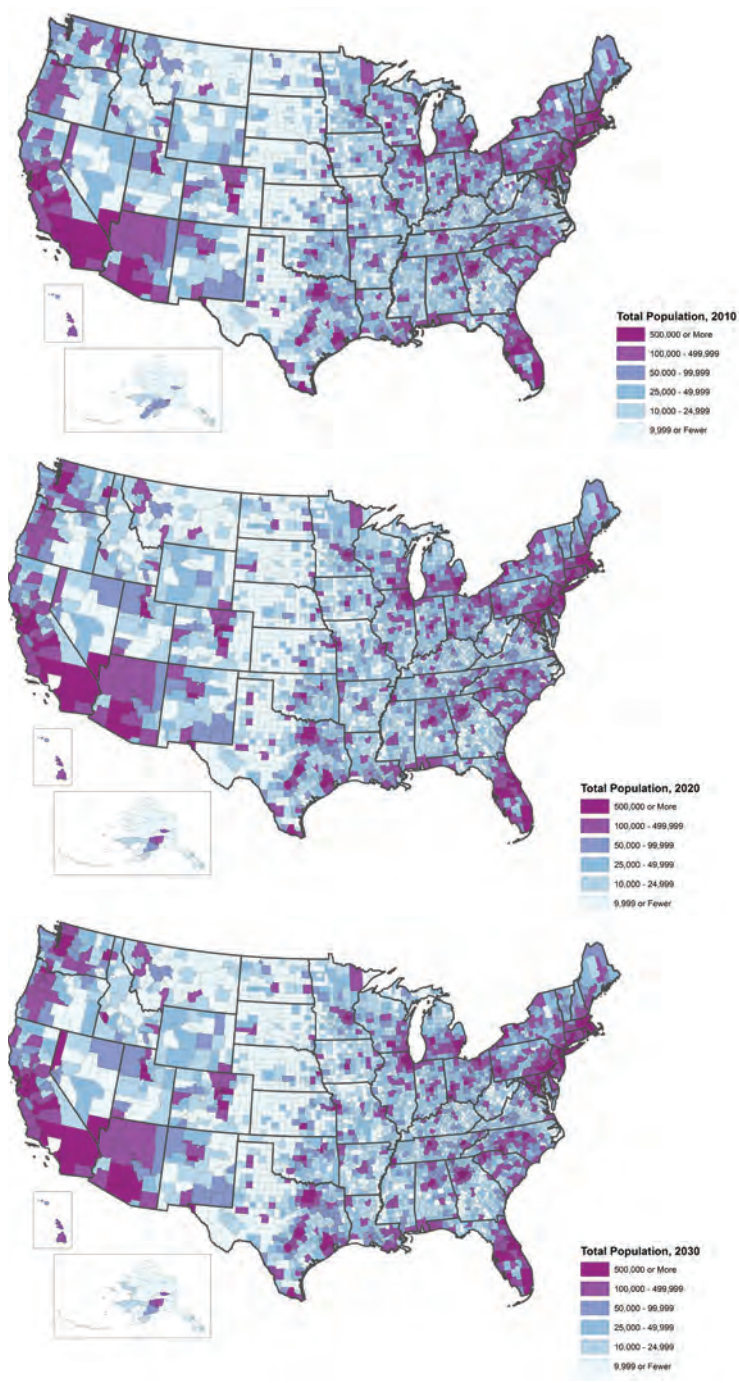 Total Population, 2010
500,000 or More
100,000 - 499,999
50,000 - 99,999
25,000 - 49,999
10,000 - 24,999
9,999 or Fewer
Total Population, 2020
500,000 or More
100,000 - 499,999
50,000 - 99,999
25,000 - 49,999
10,000 - 24,999
9,999 or Fewer
Total Population, 2030
500,000 or More
100,000 - 499,999
50,000 - 99,999
25,000 - 49,999
10,000 - 24,999
9,999 or Fewer